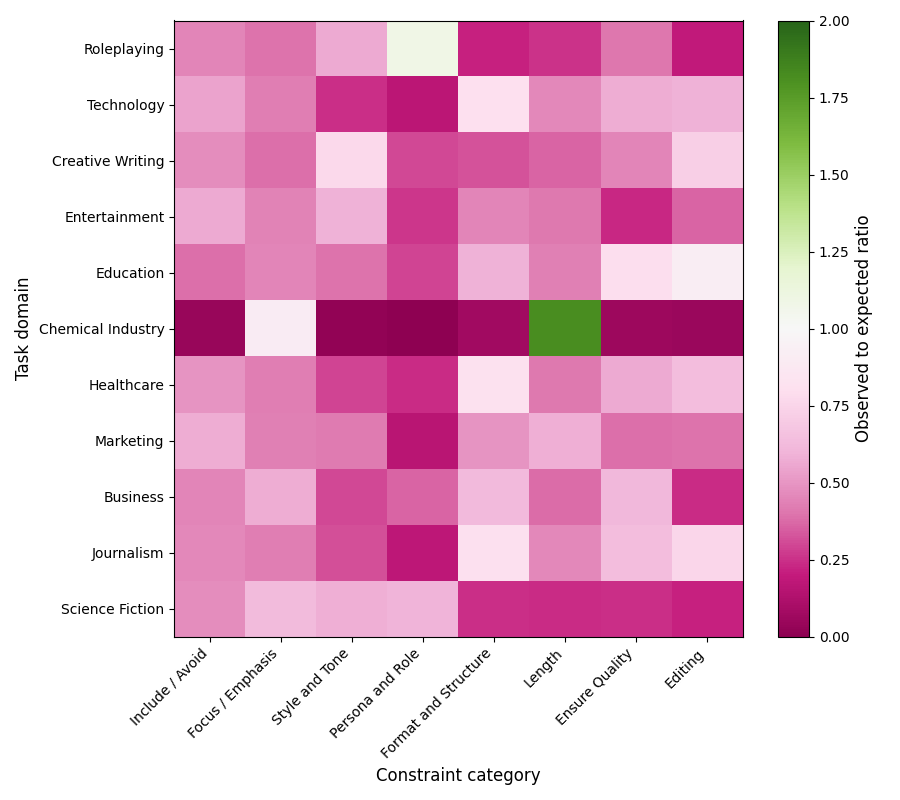 Roleplaying
Technology
Creative Writing
Entertainment
Education
Chemical Industry
Healthcare
Marketing
Business
Journalism
Science Fiction
Task domain
Include / Avoid
Focus / Emphasis
Style and Tone
Persona and Role
Format and Structure
Length
Ensure Quality
Editing
Constraint category
2.00
1.75
1.50
1.25
1.00
0.75
0.50
0.25
0.00
Observed to expected ratio